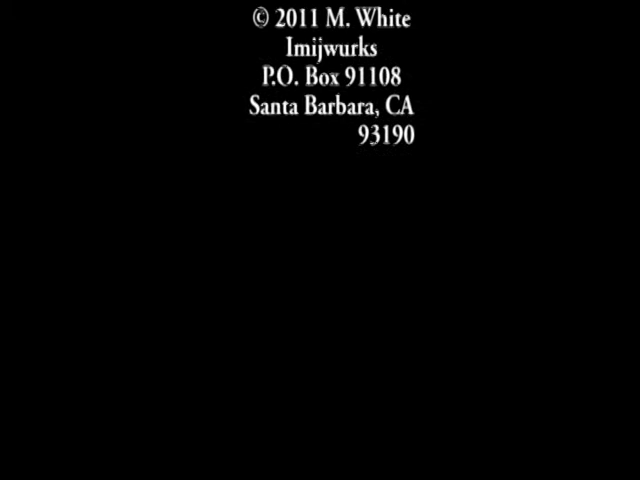 © 2011 M. White
Imijwurks
P.O. Box 91108
Santa Barbara, CA
93190